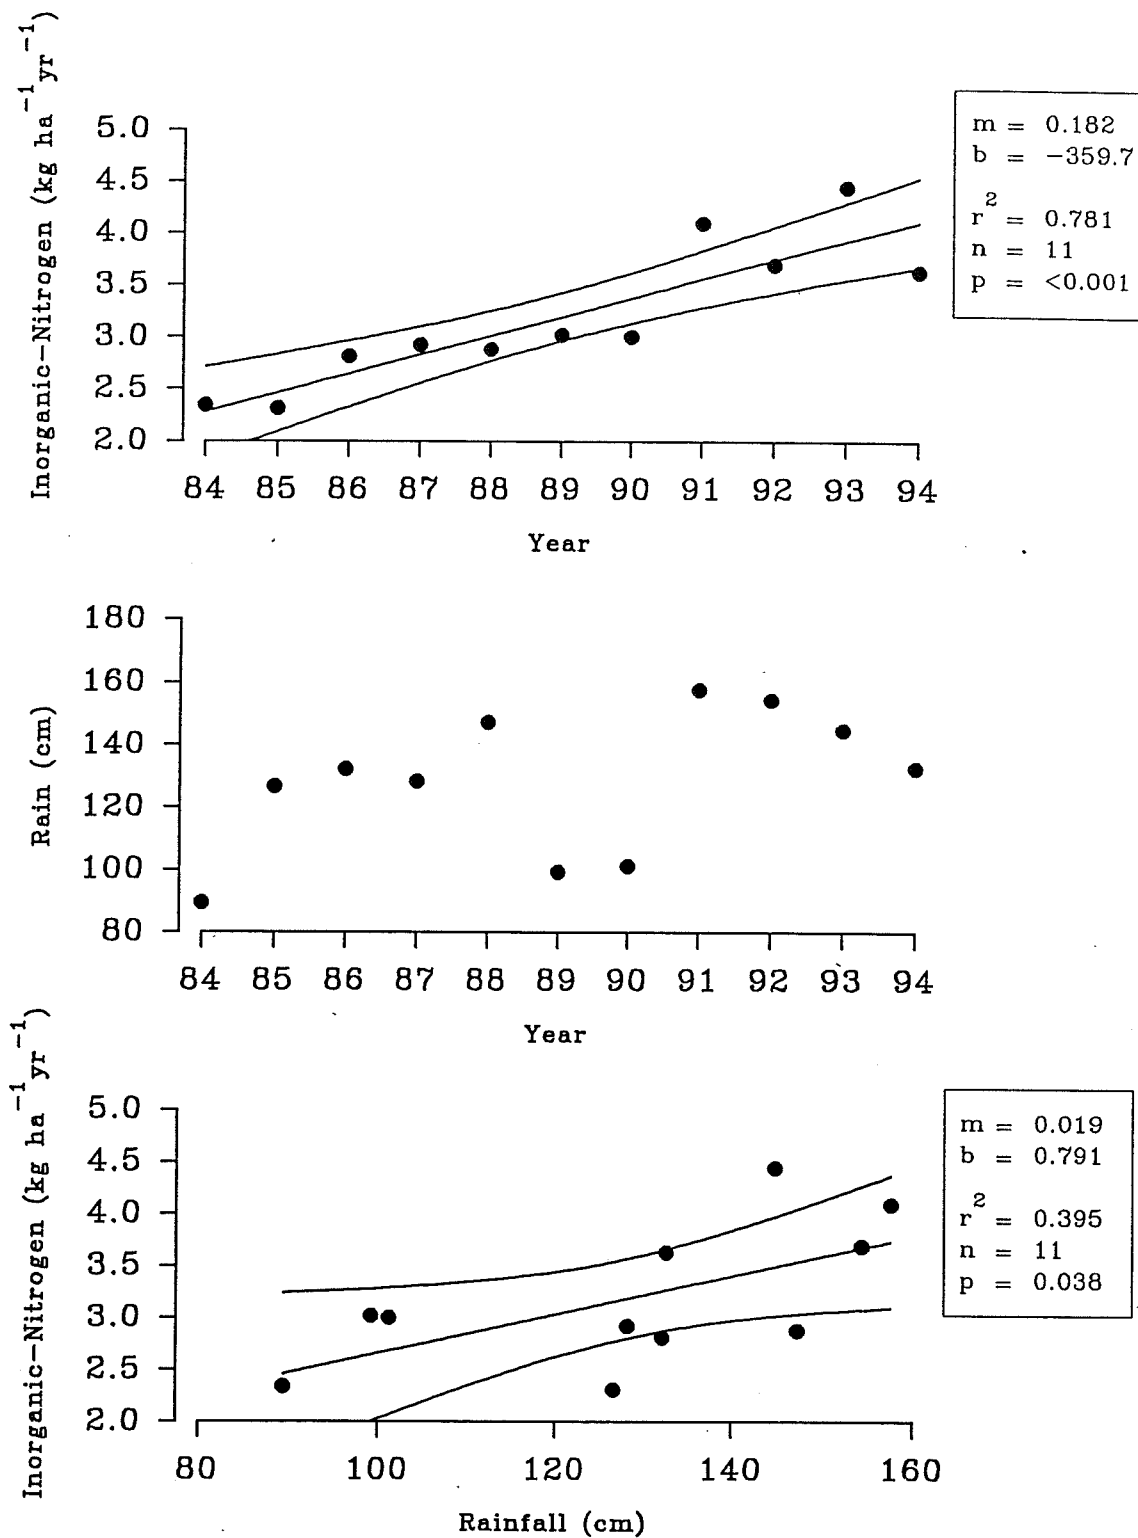 Inorganic-Nitrogen (kg ha⁻¹yr⁻¹)
5.0
4.5
4.0
3.5
3.0
2.5
2.0
84 85 86 87 88 89 90 91 92 93 94
Year
m = 0.182
b = −359.7
r² = 0.781
n = 11
p = <0.001
Rain (cm)
180
160
140
120
100
80
84 85 86 87 88 89 90 91 92 93 94
Year
Inorganic-Nitrogen (kg ha⁻¹yr⁻¹)
5.0
4.5
4.0
3.5
3.0
2.5
2.0
80 100 120 140 160
Rainfall (cm)
m = 0.019
b = 0.791
r² = 0.395
n = 11
p = 0.038